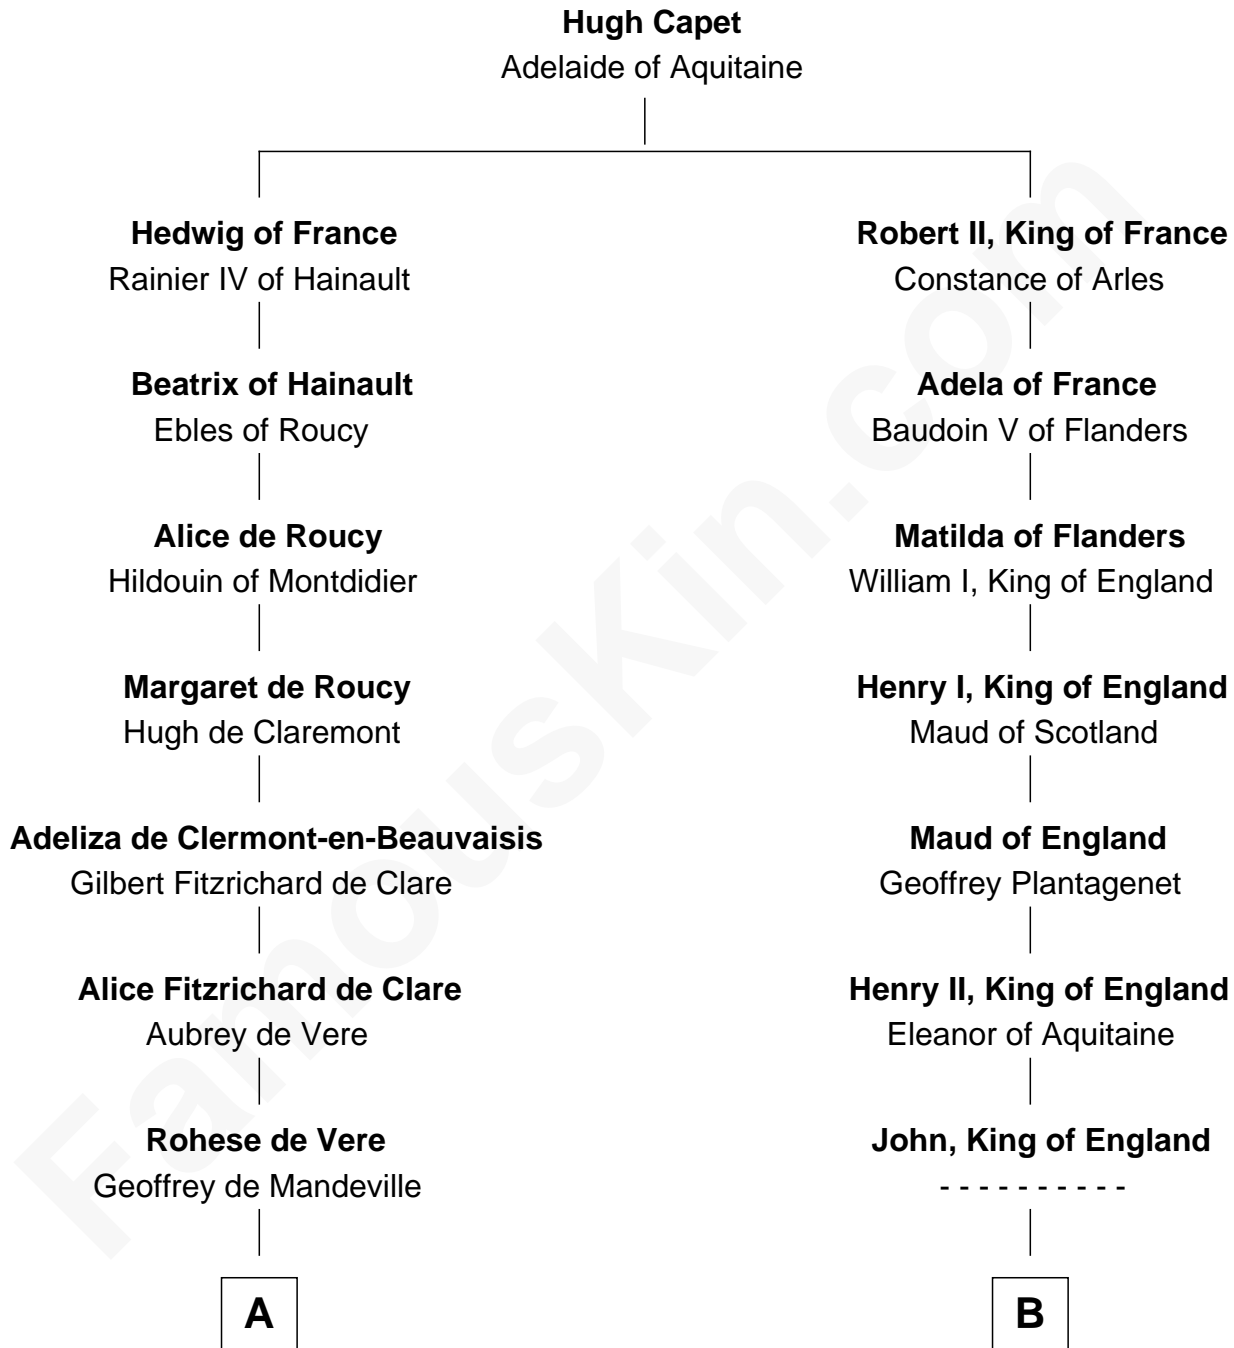 Hugh Capet
Adelaide of Aquitaine
Hedwig of France
Rainier IV of Hainault
Beatrix of Hainault
Ebles of Roucy
Alice de Roucy
Hildouin of Montdidier
Margaret de Roucy
Hugh de Claremont
Adeliza de Clermont-en-Beauvaisis
Gilbert Fitzrichard de Clare
Alice Fitzrichard de Clare
Aubrey de Vere
Rohese de Vere
Geoffrey de Mandeville
A
Robert II, King of France
Constance of Arles
Adela of France
Baudoin V of Flanders
Matilda of Flanders
William I, King of England
Henry I, King of England
Maud of Scotland
Maud of England
Geoffrey Plantagenet
Henry II, King of England
Eleanor of Aquitaine
John, King of England
- - - - - - - - - -
B
FamousKin.com